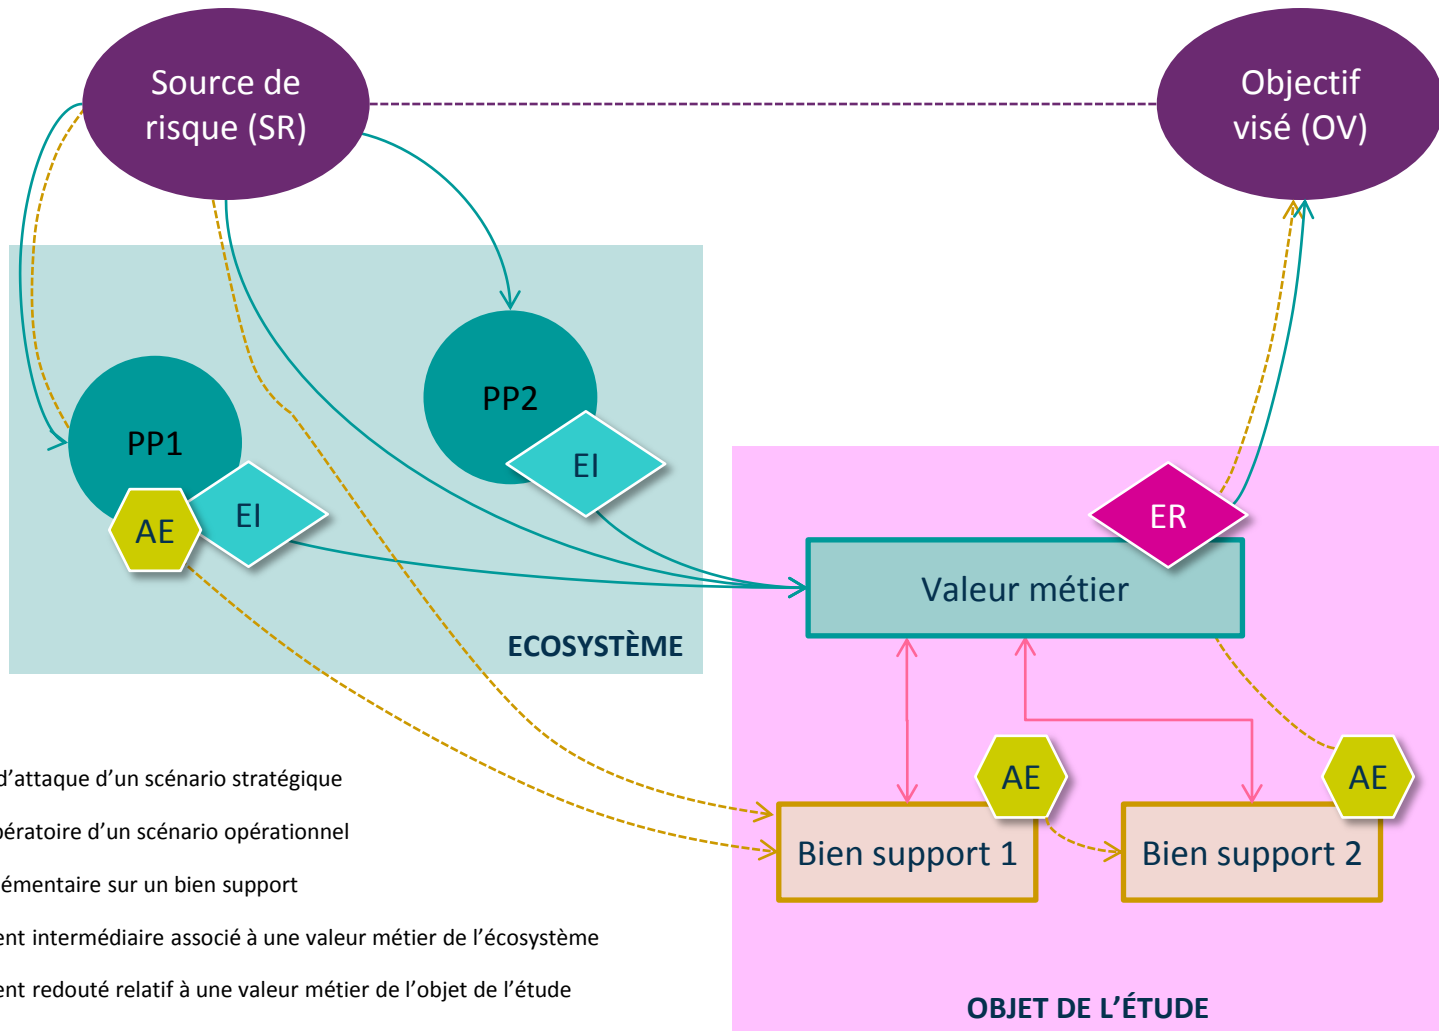 Source de
risque (SR)
Objectif
visé (OV)
PP2
EI
PP1
EI
AE
ER
Valeur métier
ECOSYSTÈME
AE
AE
Bien support 1
Bien support 2
d’attaque d’un scénario stratégique
opératoire d’un scénario opérationnel
élémentaire sur un bien support
ent intermédiaire associé à une valeur métier de l’écosystème
ent redouté relatif à une valeur métier de l’objet de l’étude
OBJET DE L’ÉTUDE